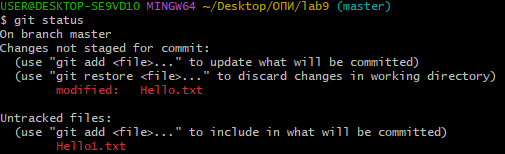 USER@DESKTOP-SE9VD1O MINGW64 ~/Desktop/ОПИ/lab9 (master)
$ git status
On branch master
Changes not staged for commit:
  (use "git add <file>..." to update what will be committed)
  (use "git restore <file>..." to discard changes in working directory)
        modified:   Hello.txt

Untracked files:
  (use "git add <file>..." to include in what will be committed)
        Hello1.txt